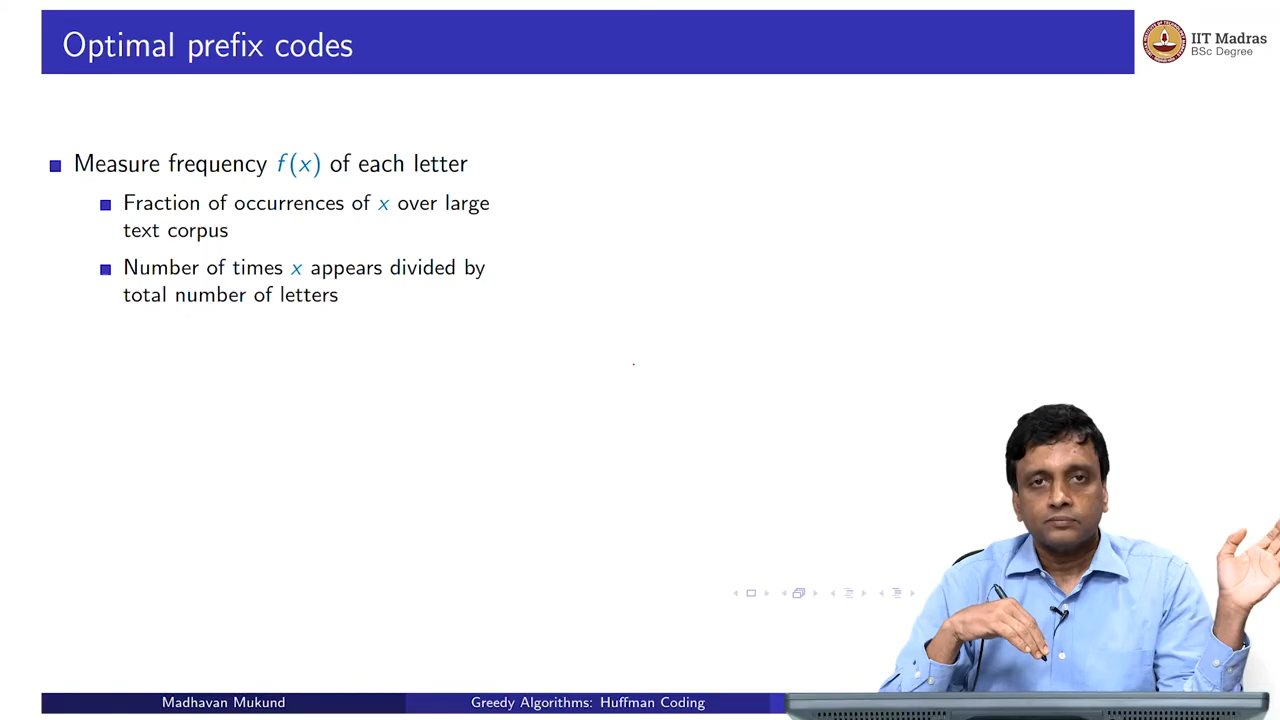 Optimal prefix codes
IIT Madras
BSc Degree
Measure frequency f(x) of each letter
Fraction of occurrences of x over large
text corpus
Number of times x appears divided by
total number of letters
Madhavan Mukund
Greedy Algorithms: Huffman Coding